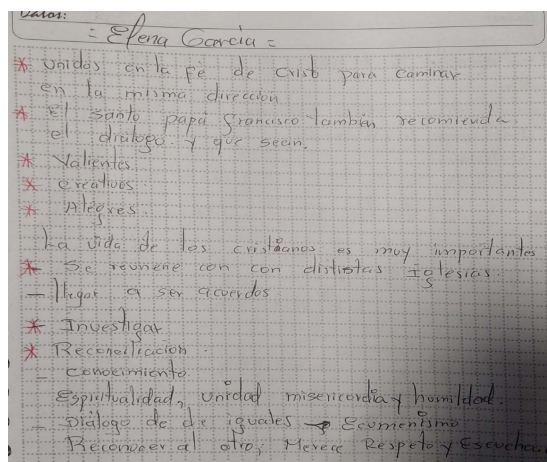 Datos:
= Elena García =
* Unidos en la fe de Cristo para caminar
en la misma dirección
* El santo papá Francisco también recomienda
el diálogo y que sean.
* Valientes
* Creativos
* Alegres.
La vida de los cristianos es muy importantes
* Se reunene con con distintas Iglesias.
- llegar a ser acuerdos
* Investigar
* Reconciliación.
- Conocimiento.
Espiritualidad, unidad misericordia y humildad.
- Diálogo de de iguales → Ecumenismo
Reconocer al otro; Merece Respeto y Escucha